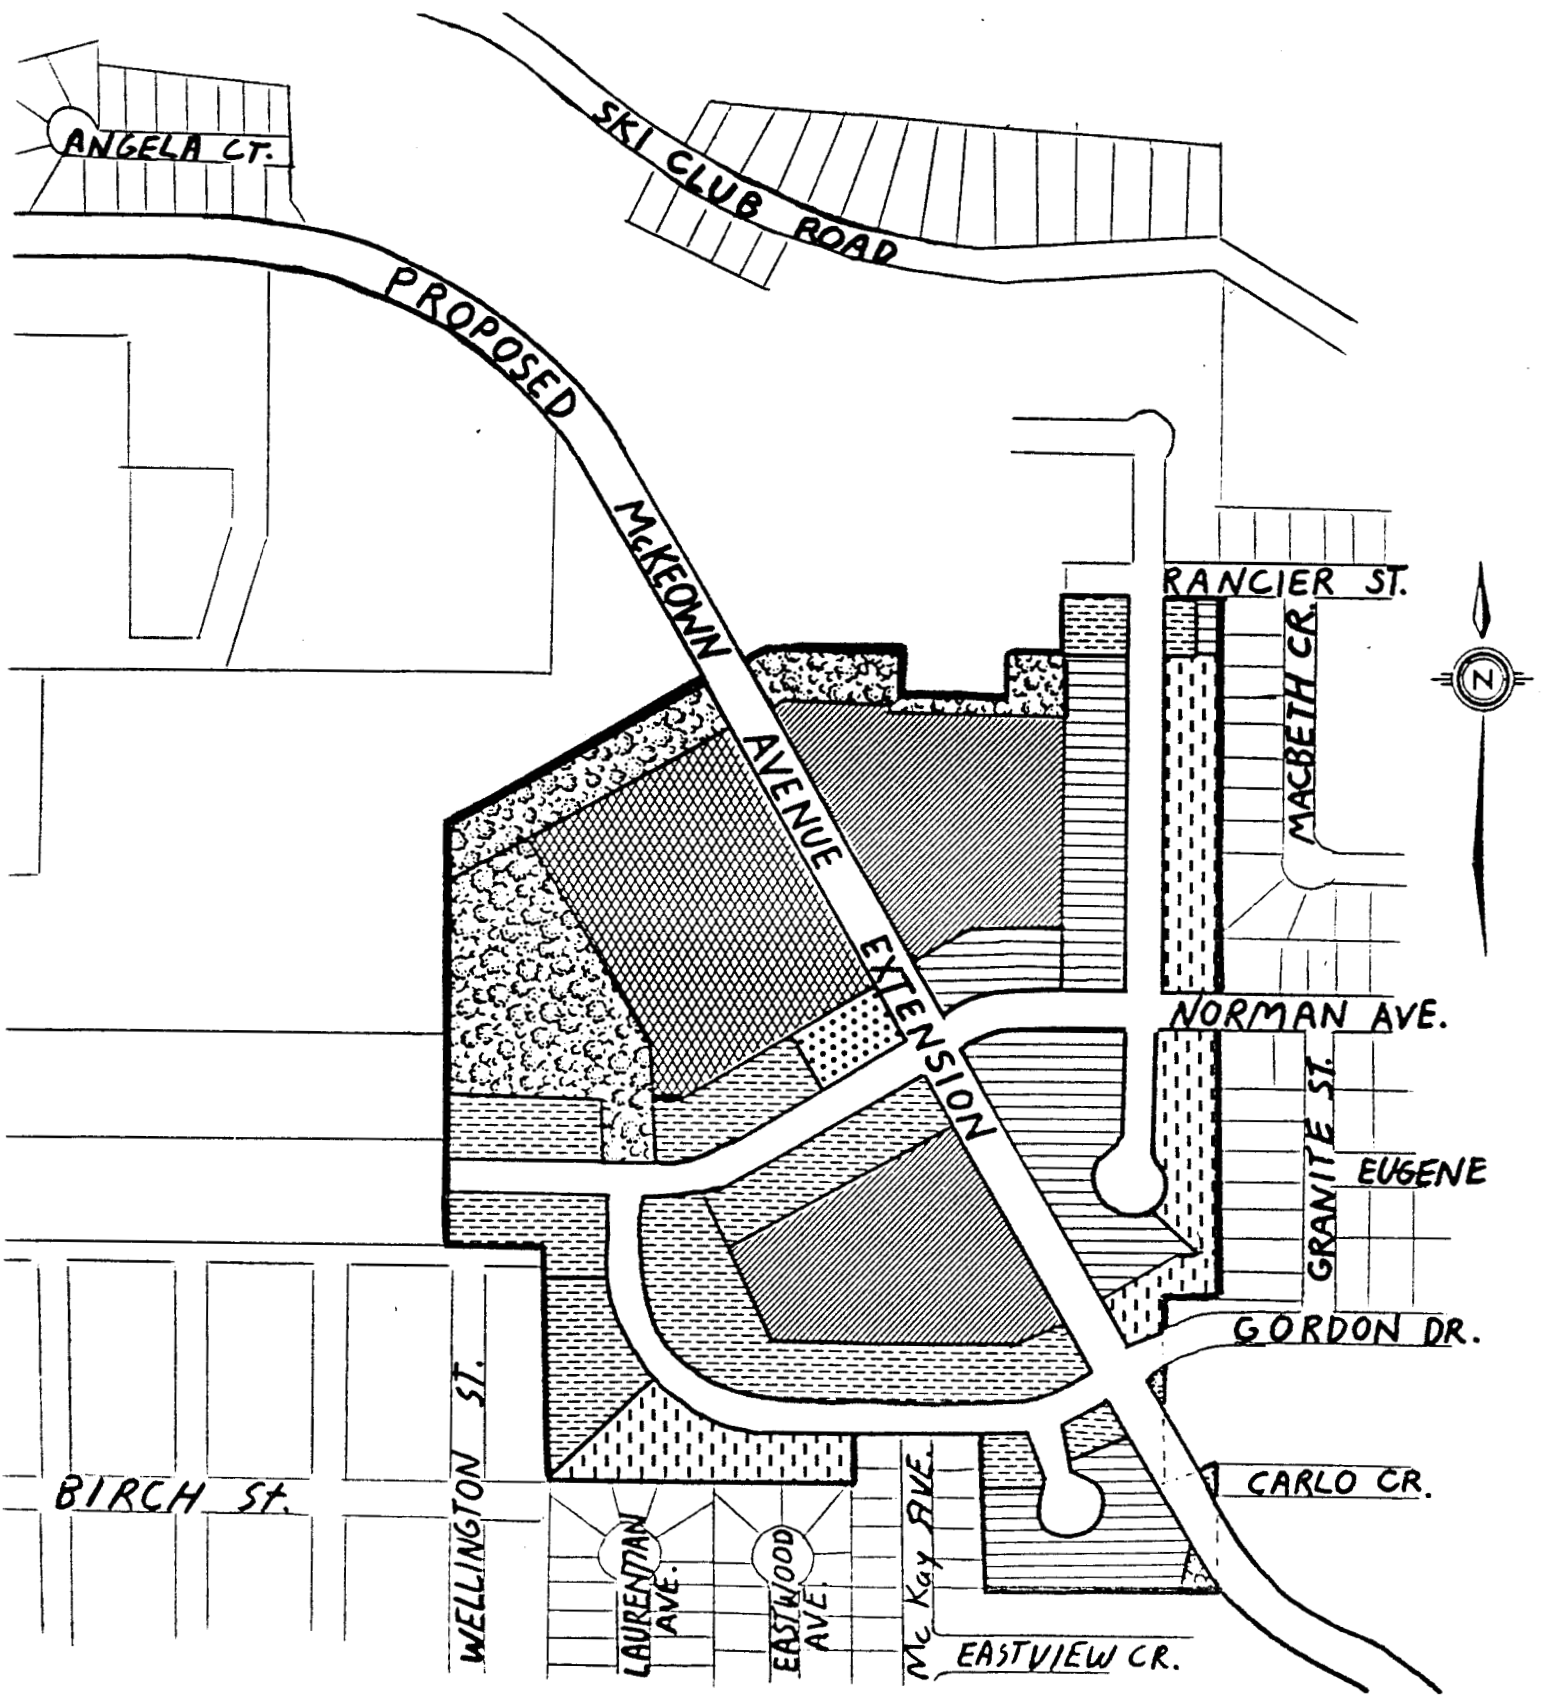 ANGELA CT.
SKI CLUB ROAD
PROPOSED McKEOWN AVENUE EXTENSION
RANCIER ST.
MACBETH CR.
N
NORMAN AVE.
GRANITE ST.
EUGENE
GORDON DR.
CARLO CR.
BIRCH St.
WELLINGTON ST.
LAURENTIAN AVE.
EASTWOOD AVE.
Mc Kay AVE.
EASTVIEW CR.